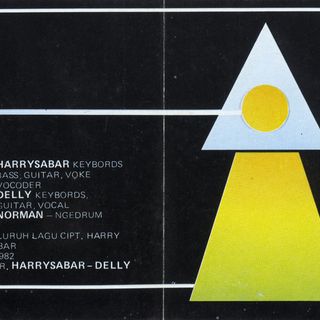 HARRYSABAR KEYBORDS
BASS, GUITAR, VOKE
VOCODER
DELLY KEYBORDS,
GUITAR, VOCAL
NORMAN – NGEDRUM
LURUH LAGU CIPT. HARRY
BAR
1982
R, HARRYSABAR – DELLY